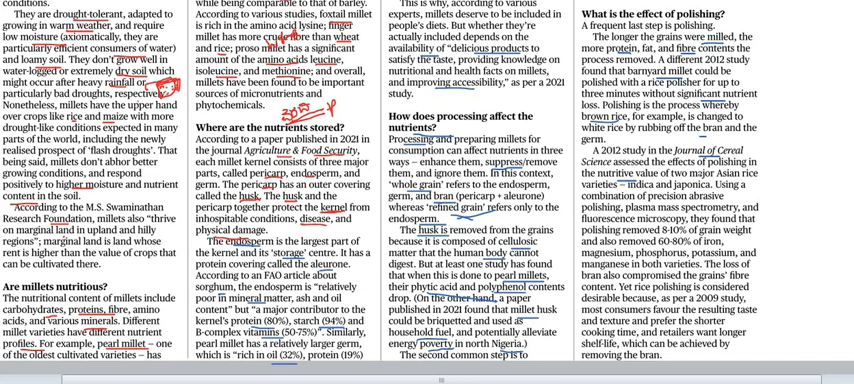 conditions.
They are drought-tolerant, adapted to
growing in warm weather, and require
low moisture (axiomatically, they are
particularly efficient consumers of water)
and loamy soil. They don't grow well in
water-logged or extremely dry soil which
might occur after heavy rainfall or
particularly bad droughts, respectively.
Nonetheless, millets have the upper hand
over crops like rice and maize with more
drought-like conditions expected in many
parts of the world, including the newly
realised prospect of 'flash droughts'. That
being said, millets don't abhor better
growing conditions, and respond
positively to higher moisture and nutrient
content in the soil.
According to the M.S. Swaminathan
Research Foundation, millets also “thrive
on marginal land in upland and hilly
regions”; marginal land is land whose
rent is higher than the value of crops that
can be cultivated there.
Are millets nutritious?
The nutritional content of millets include
carbohydrates, proteins, fibre, amino
acids, and various minerals. Different
millet varieties have different nutrient
profiles. For example, pearl millet – one
of the oldest cultivated varieties – has
while being comparable to that of barley.
According to various studies, foxtail millet
is rich in the amino acid lysine; finger
millet has more crude fibre than wheat
and rice; proso millet has a significant
amount of the amino acids leucine,
isoleucine, and methionine; and overall,
millets have been found to be important
sources of micronutrients and
phytochemicals.
Where are the nutrients stored?
According to a paper published in 2021 in
the journal Agriculture & Food Security,
each millet kernel consists of three major
parts, called pericarp, endosperm, and
germ. The pericarp has an outer covering
called the husk. The husk and the
pericarp together protect the kernel from
inhospitable conditions, disease, and
physical damage.
The endosperm is the largest part of
the kernel and its 'storage' centre. It has a
protein covering called the aleurone.
According to an FAO article about
sorghum, the endosperm is “relatively
poor in mineral matter, ash and oil
content” but “a major contributor to the
kernel's protein (80%), starch (94%) and
B-complex vitamins (50-75%)”. Similarly,
pearl millet has a relatively larger germ,
which is “rich in oil (32%), protein (19%)
This is why, according to various
experts, millets deserve to be included in
people's diets. But whether they're
actually included depends on the
availability of “delicious products to
satisfy the taste, providing knowledge on
nutritional and health facts on millets,
and improving accessibility,” as per a 2021
study.
How does processing affect the
nutrients?
Processing and preparing millets for
consumption can affect nutrients in three
ways – enhance them, suppress/remove
them, and ignore them. In this context,
'whole grain' refers to the endosperm,
germ, and bran (pericarp + aleurone)
whereas 'refined grain' refers only to the
endosperm.
The husk is removed from the grains
because it is composed of cellulosic
matter that the human body cannot
digest. But at least one study has found
that when this is done to pearl millets,
their phytic acid and polyphenol contents
drop. (On the other hand, a paper
published in 2021 found that millet husk
could be briquetted and used as
household fuel, and potentially alleviate
energy poverty in north Nigeria.)
The second common step is to
What is the effect of polishing?
A frequent last step is polishing.
The longer the grains were milled, the
more protein, fat, and fibre contents the
process removed. A different 2012 study
found that barnyard millet could be
polished with a rice polisher for up to
three minutes without significant nutrient
loss. Polishing is the process whereby
brown rice, for example, is changed to
white rice by rubbing off the bran and the
germ.
A 2012 study in the Journal of Cereal
Science assessed the effects of polishing in
the nutritive value of two major Asian rice
varieties – indica and japonica. Using a
combination of precision abrasive
polishing, plasma mass spectrometry, and
fluorescence microscopy, they found that
polishing removed 8-10% of grain weight
and also removed 60-80% of iron,
magnesium, phosphorus, potassium, and
manganese in both varieties. The loss of
bran also compromised the grains' fibre
content. Yet rice polishing is considered
desirable because, as per a 2009 study,
most consumers favour the resulting taste
and texture and prefer the shorter
cooking time, and retailers want longer
shelf-life, which can be achieved by
removing the bran.